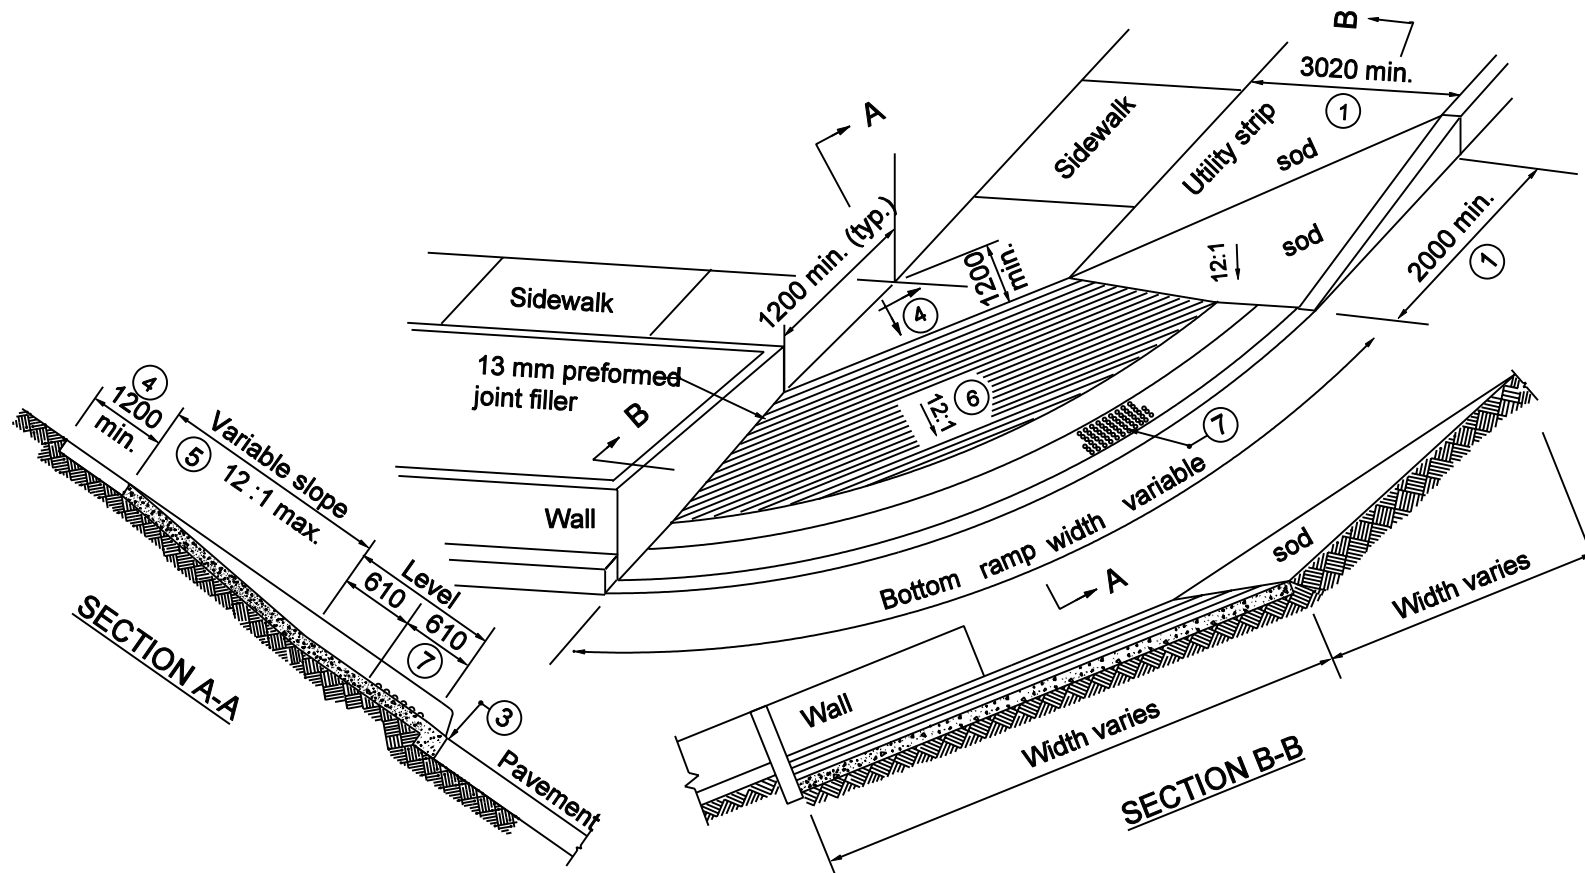 B
3020 min.
1
A
Sidewalk
Utility strip
sod
sod
12:1
2000 min.
1
1200 min. (typ.)
1200
min.
4
Sidewalk
13 mm preformed
joint filler
B
12:1
6
7
Wall
Bottom ramp width variable
A
4
1200
min.
Variable slope
5
12 :1 max.
Level
610
610
7
3
Pavement
SECTION A-A
sod
Wall
Width varies
Width varies
SECTION B-B